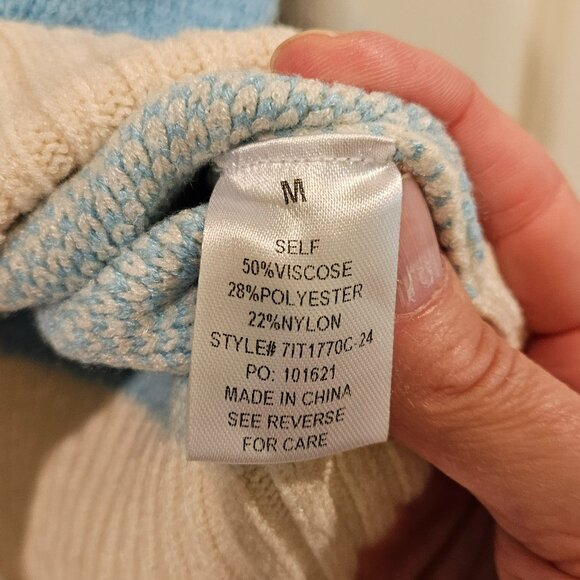 M
SELF
50%VISCOSE
28%POLYESTER
22%NYLON
STYLE# 7IT1770C-24
PO: 101621
MADE IN CHINA
SEE REVERSE
FOR CARE